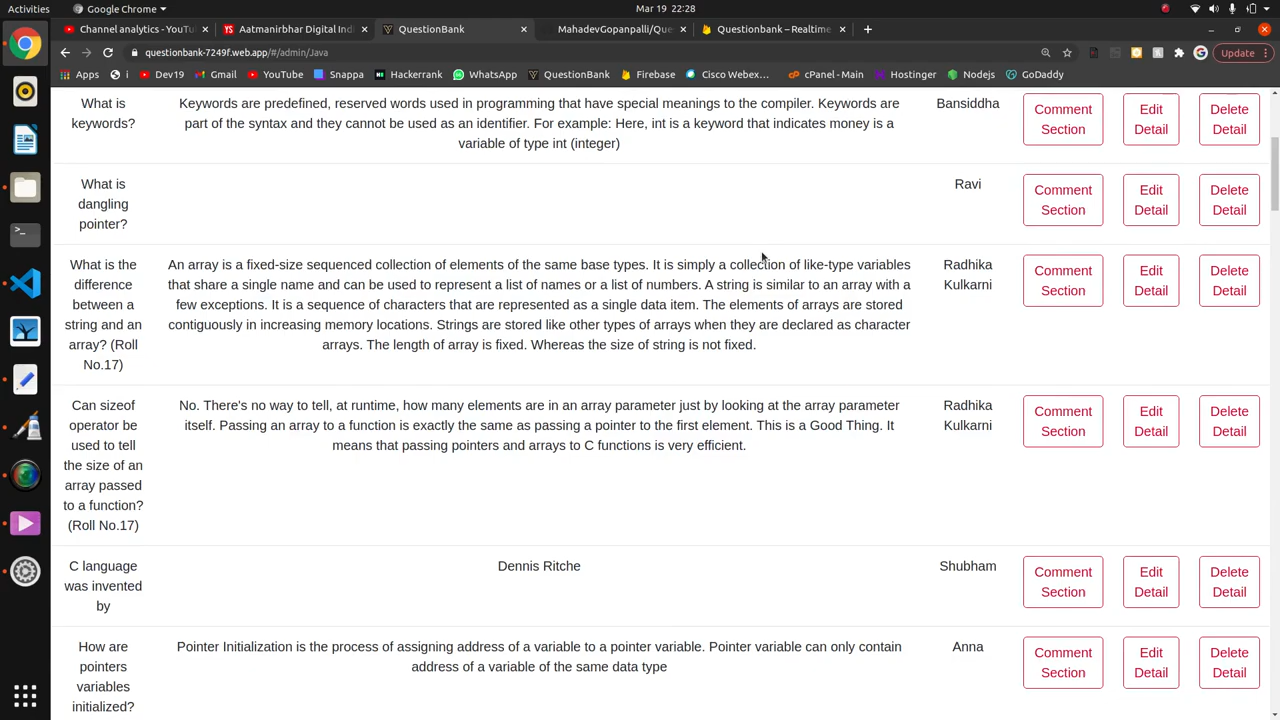 Activities
Google Chrome
Mar 19 22:28
Channel analytics - YouTu
Aatmanirbhar Digital Indi
QuestionBank
MahadevGopanpalli/Que
Questionbank – Realtime
questionbank-7249f.web.app/#/admin/Java
Update
Apps
i
Dev19
Gmail
YouTube
Snappa
Hackerrank
WhatsApp
QuestionBank
Firebase
Cisco Webex...
cPanel - Main
Hostinger
Nodejs
GoDaddy
What is
keywords?
Keywords are predefined, reserved words used in programming that have special meanings to the compiler. Keywords are
part of the syntax and they cannot be used as an identifier. For example: Here, int is a keyword that indicates money is a
variable of type int (integer)
Bansiddha
Comment
Section
Edit
Detail
Delete
Detail
What is
dangling
pointer?
Ravi
Comment
Section
Edit
Detail
Delete
Detail
What is the
difference
between a
string and an
array? (Roll
No.17)
An array is a fixed-size sequenced collection of elements of the same base types. It is simply a collection of like-type variables
that share a single name and can be used to represent a list of names or a list of numbers. A string is similar to an array with a
few exceptions. It is a sequence of characters that are represented as a single data item. The elements of arrays are stored
contiguously in increasing memory locations. Strings are stored like other types of arrays when they are declared as character
arrays. The length of array is fixed. Whereas the size of string is not fixed.
Radhika
Kulkarni
Comment
Section
Edit
Detail
Delete
Detail
Can sizeof
operator be
used to tell
the size of an
array passed
to a function?
(Roll No.17)
No. There's no way to tell, at runtime, how many elements are in an array parameter just by looking at the array parameter
itself. Passing an array to a function is exactly the same as passing a pointer to the first element. This is a Good Thing. It
means that passing pointers and arrays to C functions is very efficient.
Radhika
Kulkarni
Comment
Section
Edit
Detail
Delete
Detail
C language
was invented
by
Dennis Ritche
Shubham
Comment
Section
Edit
Detail
Delete
Detail
How are
pointers
variables
initialized?
Pointer Initialization is the process of assigning address of a variable to a pointer variable. Pointer variable can only contain
address of a variable of the same data type
Anna
Comment
Section
Edit
Detail
Delete
Detail